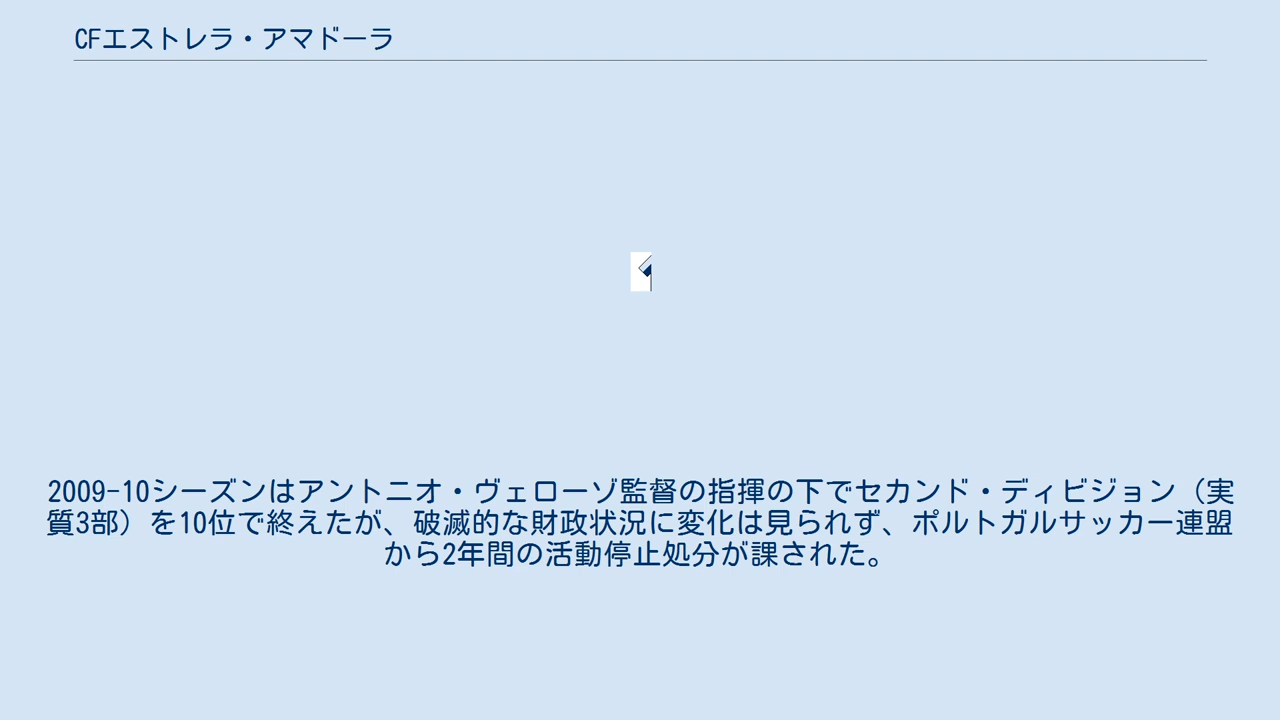 CFエストレラ・アマドーラ
2009-10シーズンはアントニオ・ヴェローゾ監督の指揮の下でセカンド・ディビジョン（実
質3部）を10位で終えたが、破滅的な財政状況に変化は見られず、ポルトガルサッカー連盟
から2年間の活動停止処分が課された。